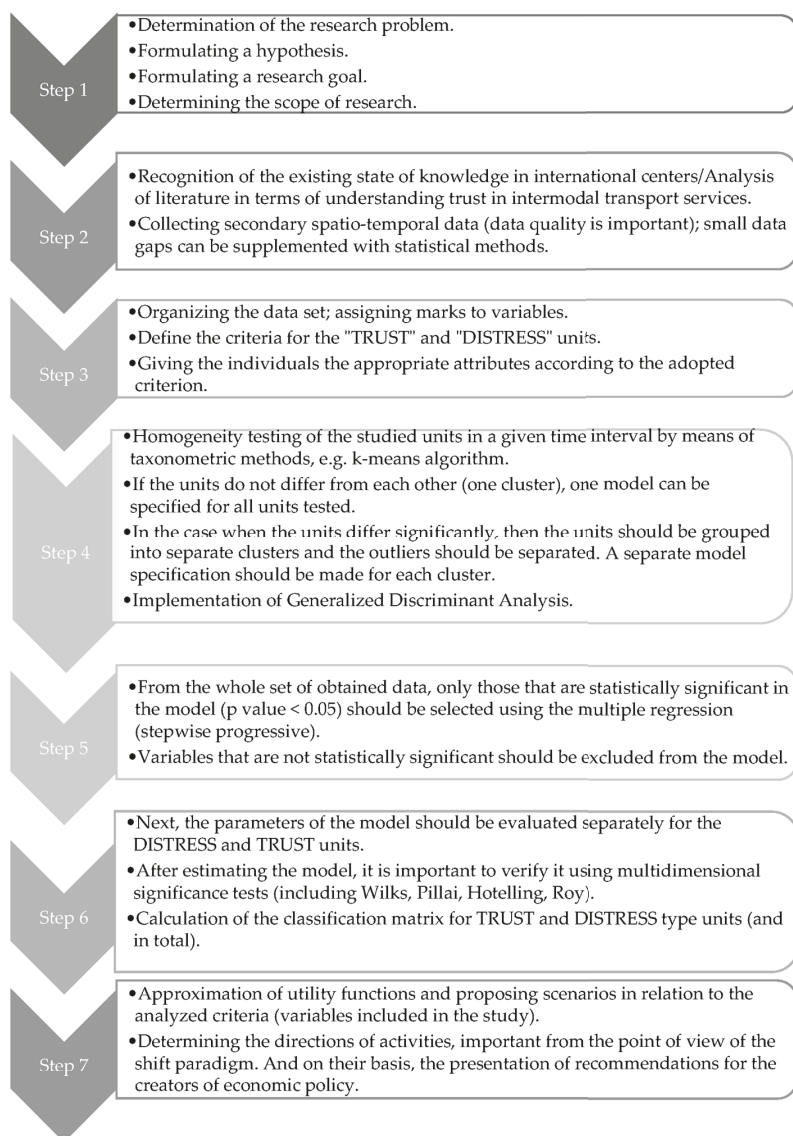 Step 1
•Determination of the research problem.
•Formulating a hypothesis.
•Formulating a research goal.
•Determining the scope of research.
Step 2
•Recognition of the existing state of knowledge in international centers/Analysis
of literature in terms of understanding trust in intermodal transport services.
•Collecting secondary spatio-temporal data (data quality is important); small data
gaps can be supplemented with statistical methods.
Step 3
•Organizing the data set; assigning marks to variables.
•Define the criteria for the "TRUST" and "DISTRESS" units.
•Giving the individuals the appropriate attributes according to the adopted
criterion.
Step 4
•Homogeneity testing of the studied units in a given time interval by means of
taxonometric methods, e.g. k-means algorithm.
•If the units do not differ from each other (one cluster), one model can be
specified for all units tested.
•In the case when the units differ significantly, then the units should be grouped
into separate clusters and the outliers should be separated. A separate model
specification should be made for each cluster.
•Implementation of Generalized Discriminant Analysis.
Step 5
•From the whole set of obtained data, only those that are statistically significant in
the model (p value < 0.05) should be selected using the multiple regression
(stepwise progressive).
•Variables that are not statistically significant should be excluded from the model.
Step 6
•Next, the parameters of the model should be evaluated separately for the
DISTRESS and TRUST units.
•After estimating the model, it is important to verify it using multidimensional
significance tests (including Wilks, Pillai, Hotelling, Roy).
•Calculation of the classification matrix for TRUST and DISTRESS type units (and
in total).
Step 7
•Approximation of utility functions and proposing scenarios in relation to the
analyzed criteria (variables included in the study).
•Determining the directions of activities, important from the point of view of the
shift paradigm. And on their basis, the presentation of recommendations for the
creators of economic policy.